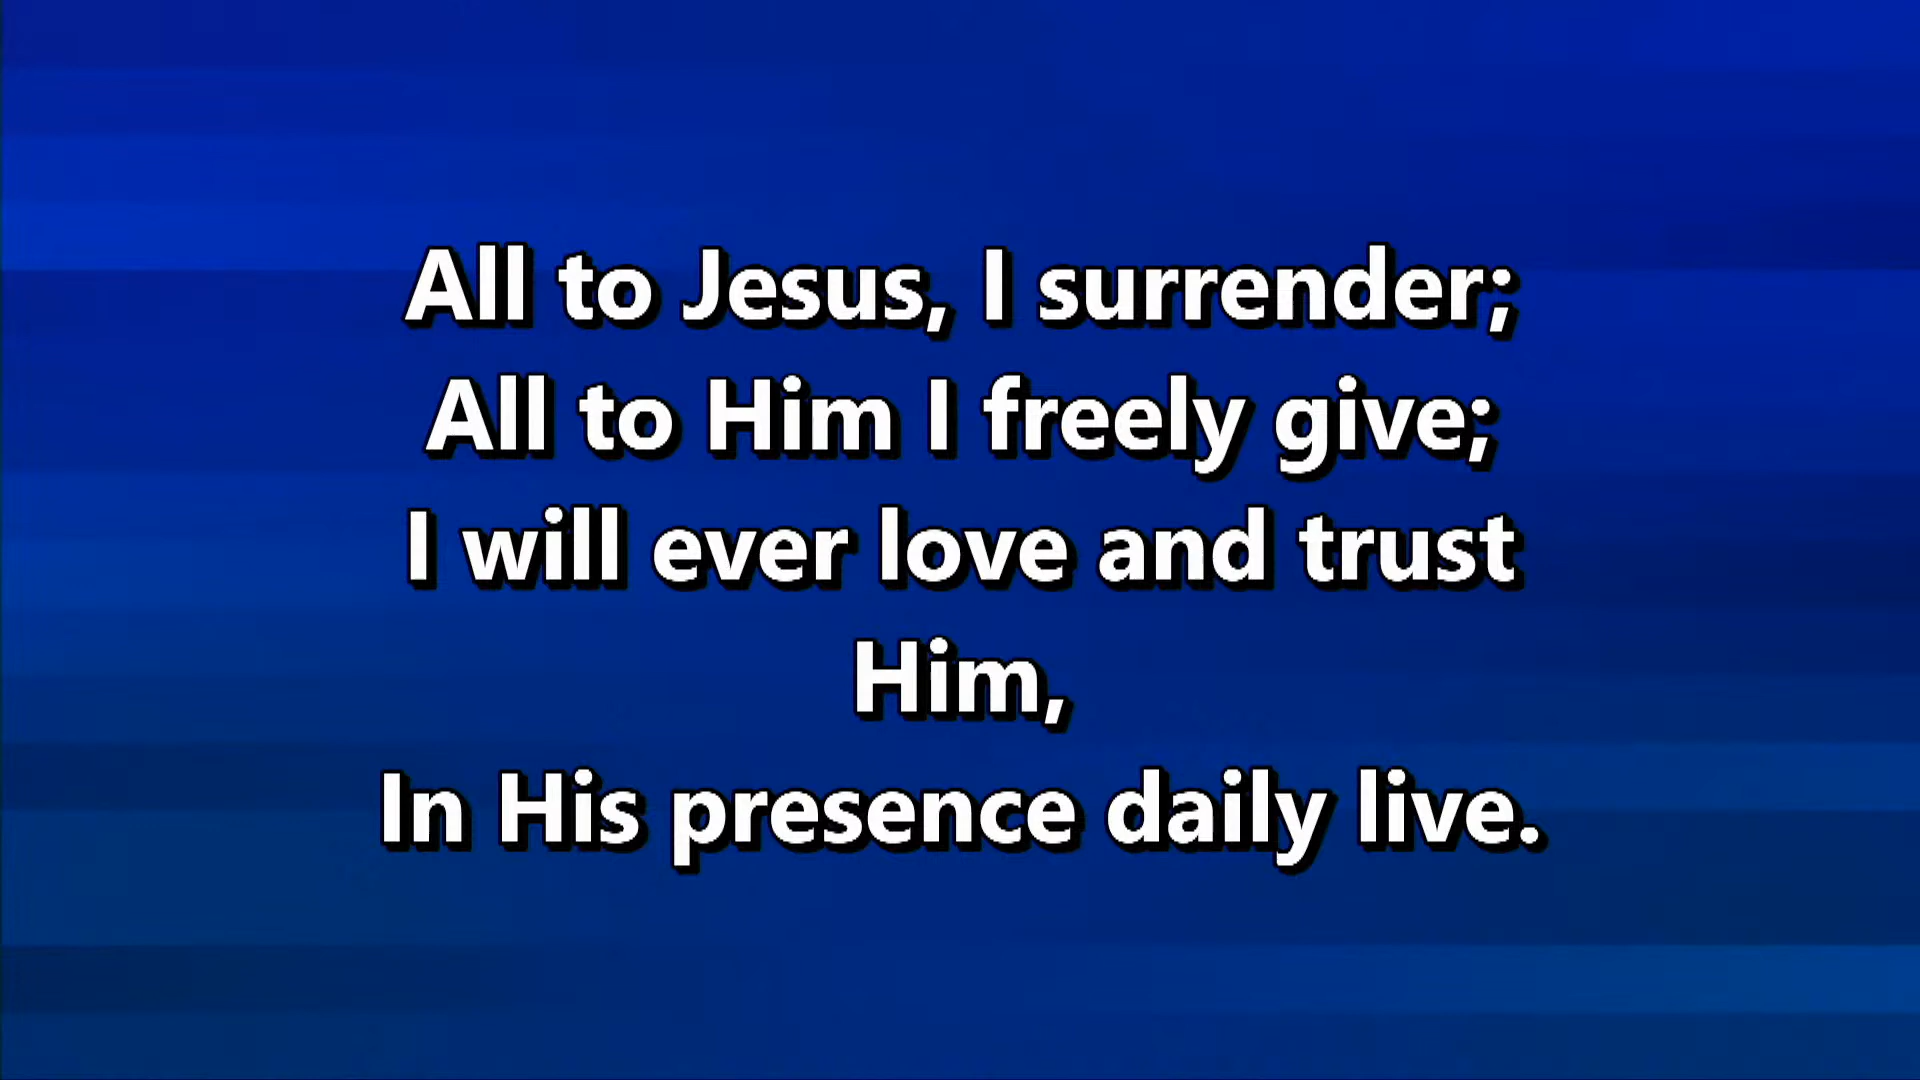 All to Jesus, I surrender;
All to Him I freely give;
I will ever love and trust
Him,
In His presence daily live.